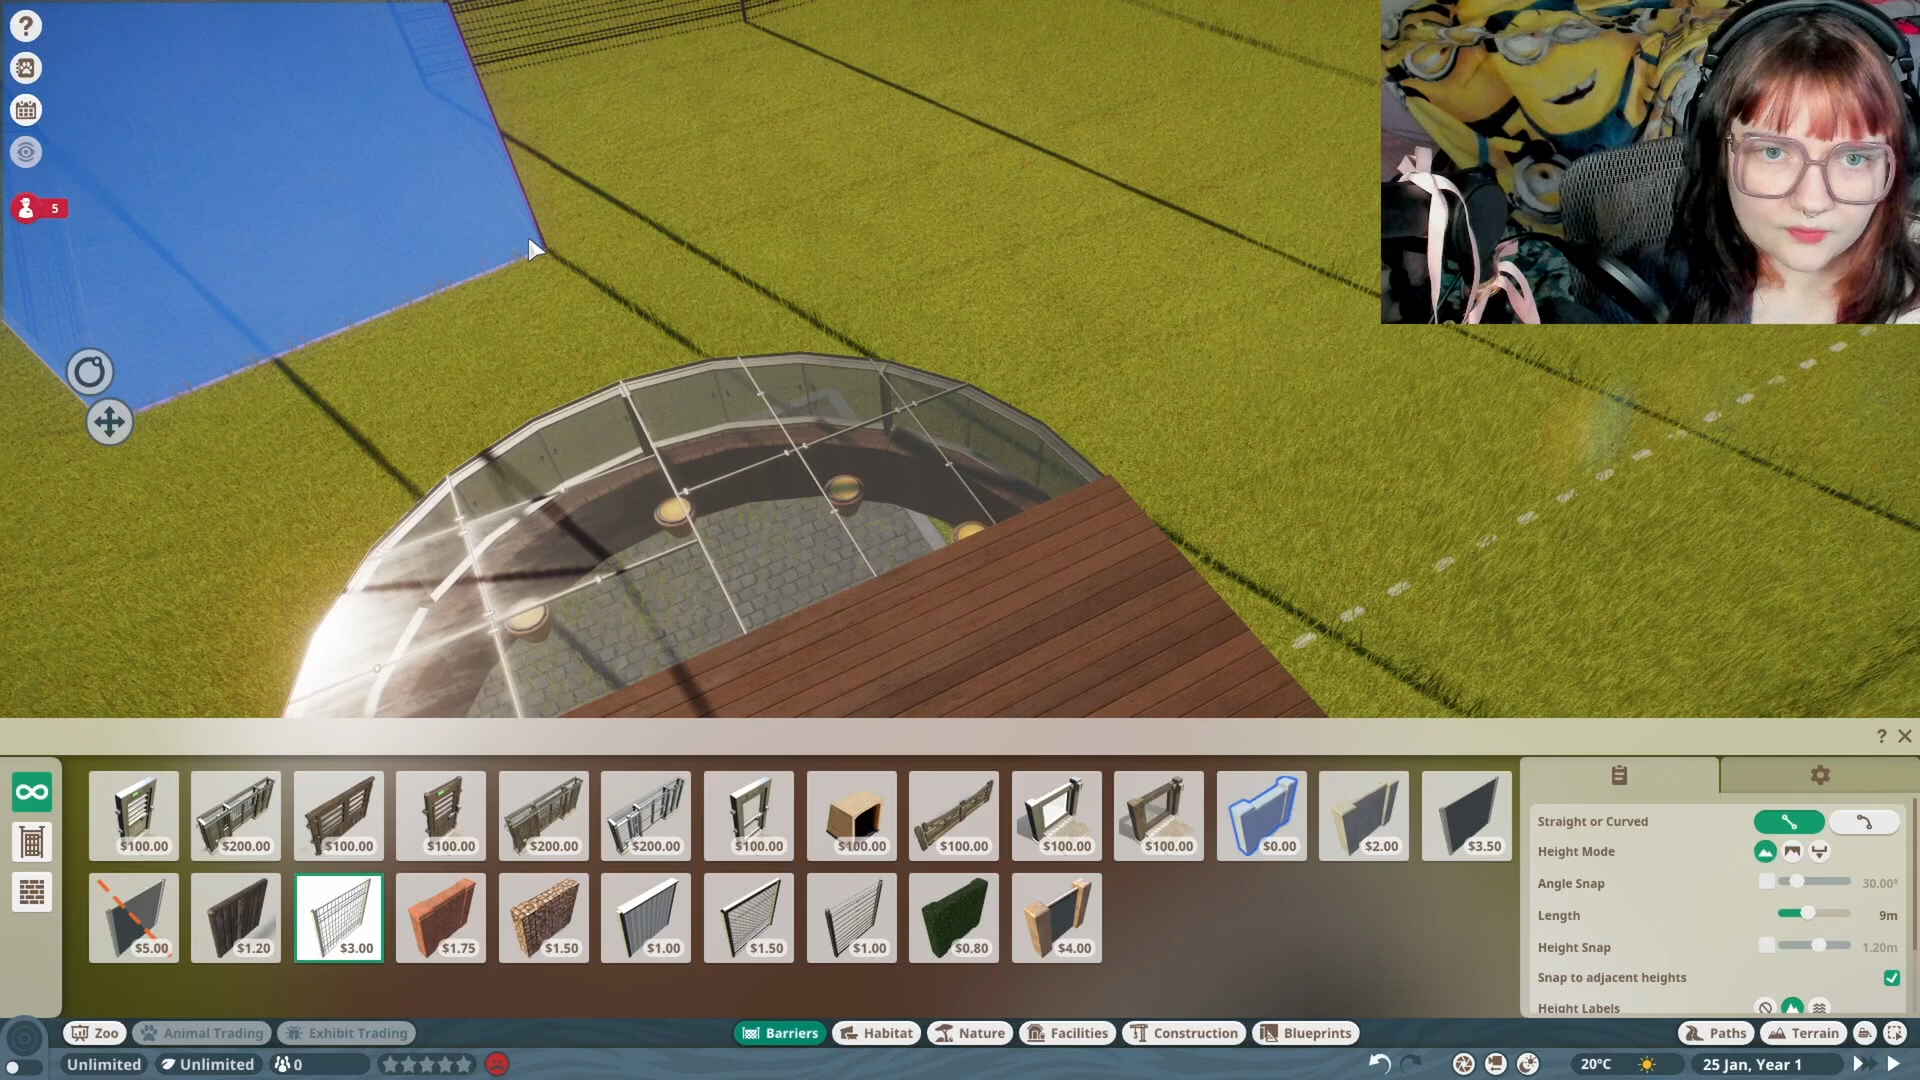 ?
5
? ✕
$100.00 $200.00 $100.00 $100.00 $200.00 $200.00 $100.00 $100.00 $100.00 $100.00 $100.00 $0.00 $2.00 $3.50
$5.00 $1.20 $3.00 $1.75 $1.50 $1.00 $1.50 $1.00 $0.80 $4.00
Straight or Curved
Height Mode
Angle Snap 30.00°
Length 9m
Height Snap 1.20m
Snap to adjacent heights
Height Labels
Zoo Animal Trading Exhibit Trading Barriers Habitat Nature Facilities Construction Blueprints Paths Terrain
Unlimited Unlimited 0 20°C 25 Jan, Year 1